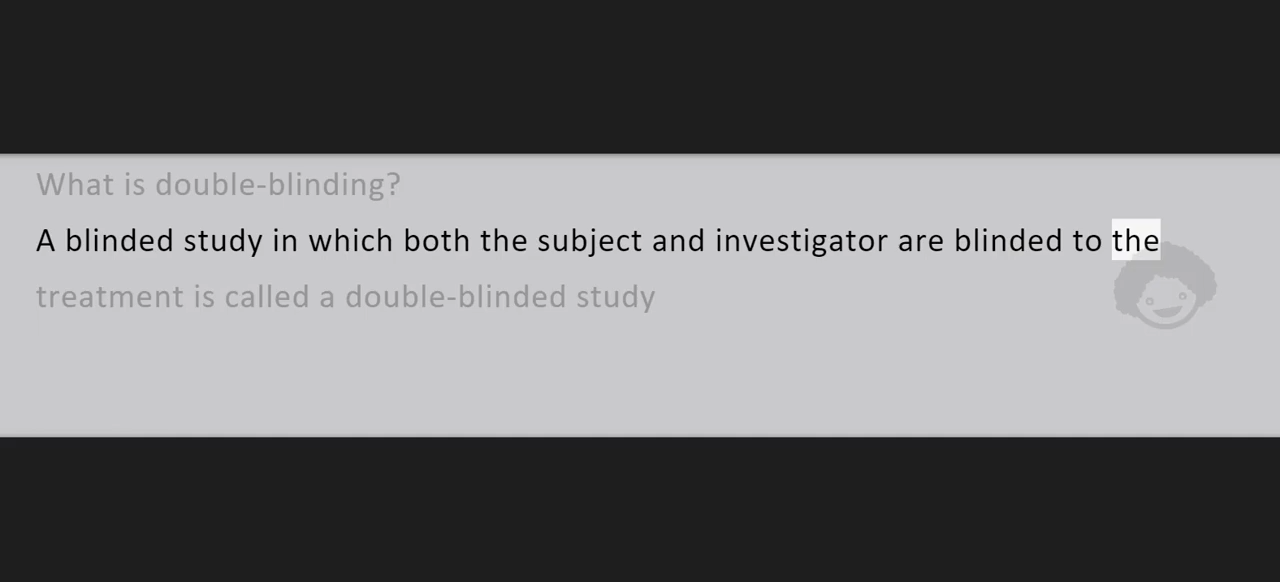 What is double-blinding?
A blinded study in which both the subject and investigator are blinded to the
treatment is called a double-blinded study